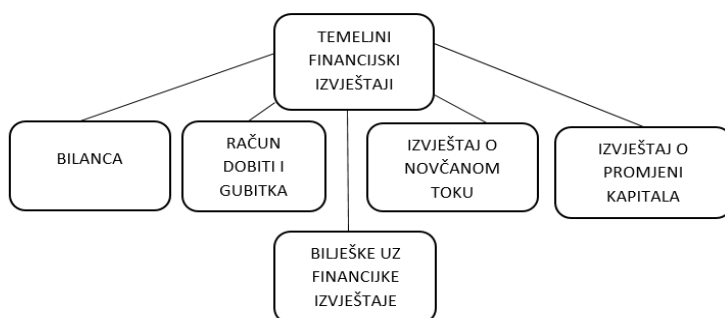 TEMELJNI
FINANCIJSKI
IZVJEŠTAJI
BILANCA
RAČUN
DOBITI I
GUBITKA
IZVJEŠTAJ O
NOVČANOM
TOKU
IZVJEŠTAJ O
PROMJENI
KAPITALA
BILJEŠKE UZ
FINANCIJKE
IZVJEŠTAJE